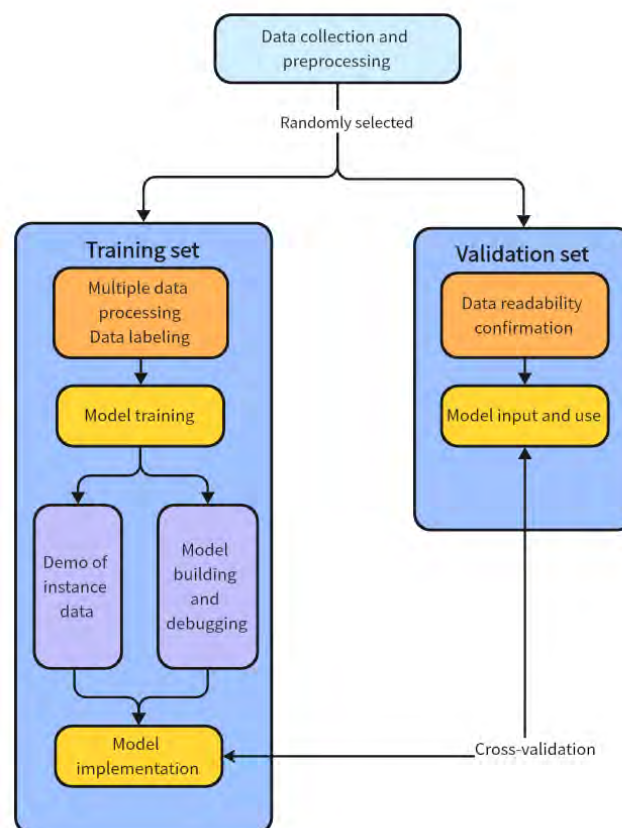 Data collection and
preprocessing
Randomly selected
Training set
Multiple data
processing
Data labeling
Model training
Demo of
instance
data
Model
building
and
debugging
Model
implementation
Validation set
Data readability
confirmation
Model input and use
Cross-validation